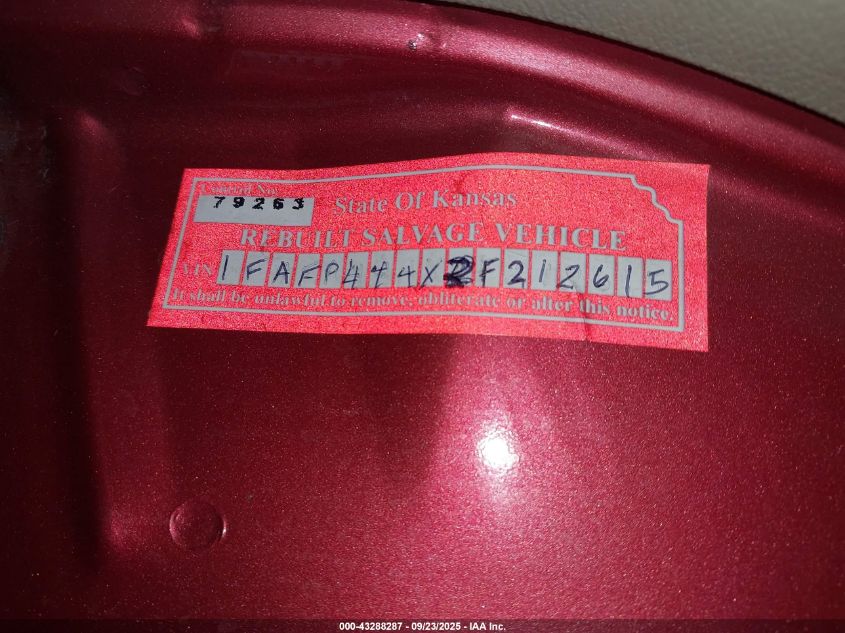 Control No.
79263
State Of Kansas
REBUILT SALVAGE VEHICLE
VIN 1FAFP444X2F212615
It shall be unlawful to remove, obliterate or alter this notice.
000-43288287 - 09/23/2025 - IAA Inc.